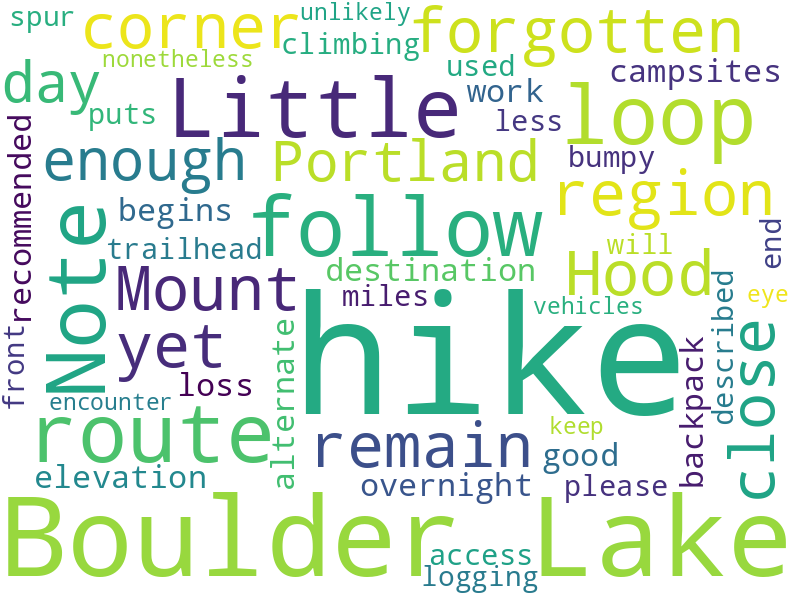 spur
corner
unlikely
forgotten
nonetheless
climbing
day
puts
Little
used
campsites
work
loop
less
recommended
enough
Portland
bumpy
region
Note
begins
follow
trailhead
will
end
destination
Hood
Mount
miles
described
eye
front
yet
hike
vehicles
alternate
loss
close
backpack
encounter
route
remain
keep
good
elevation
overnight
please
Boulder Lake
access
logging